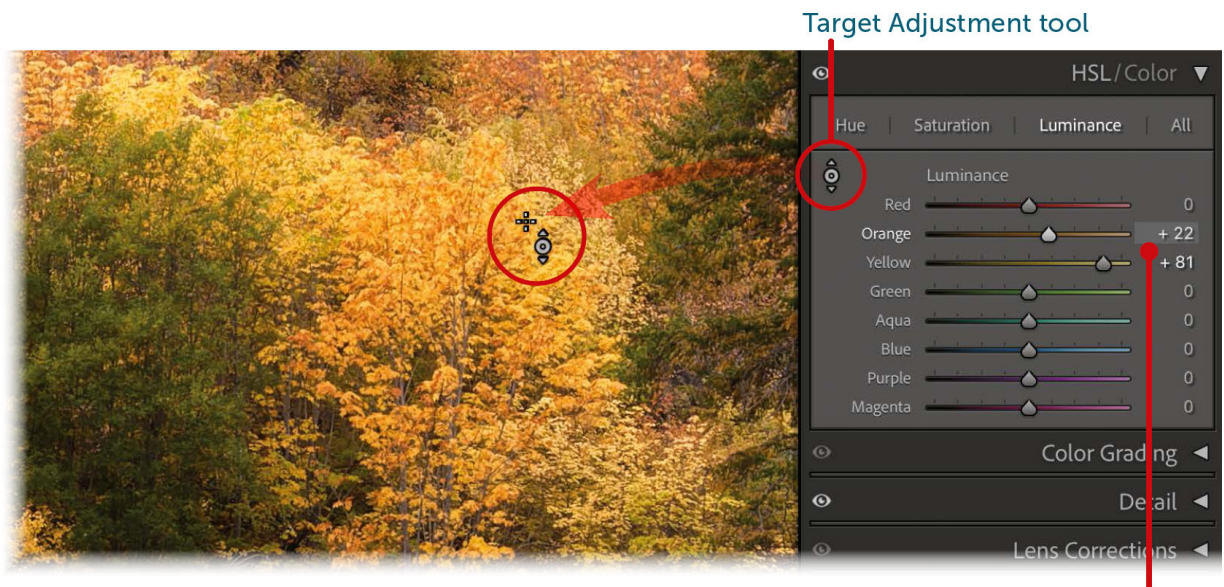 Target Adjustment tool
HSL / Color
Hue | Saturation | Luminance | All
Luminance
Red 0
Orange + 22
Yellow + 81
Green 0
Aqua 0
Blue 0
Purple 0
Magenta 0
Color Grading
Detail
Lens Corrections